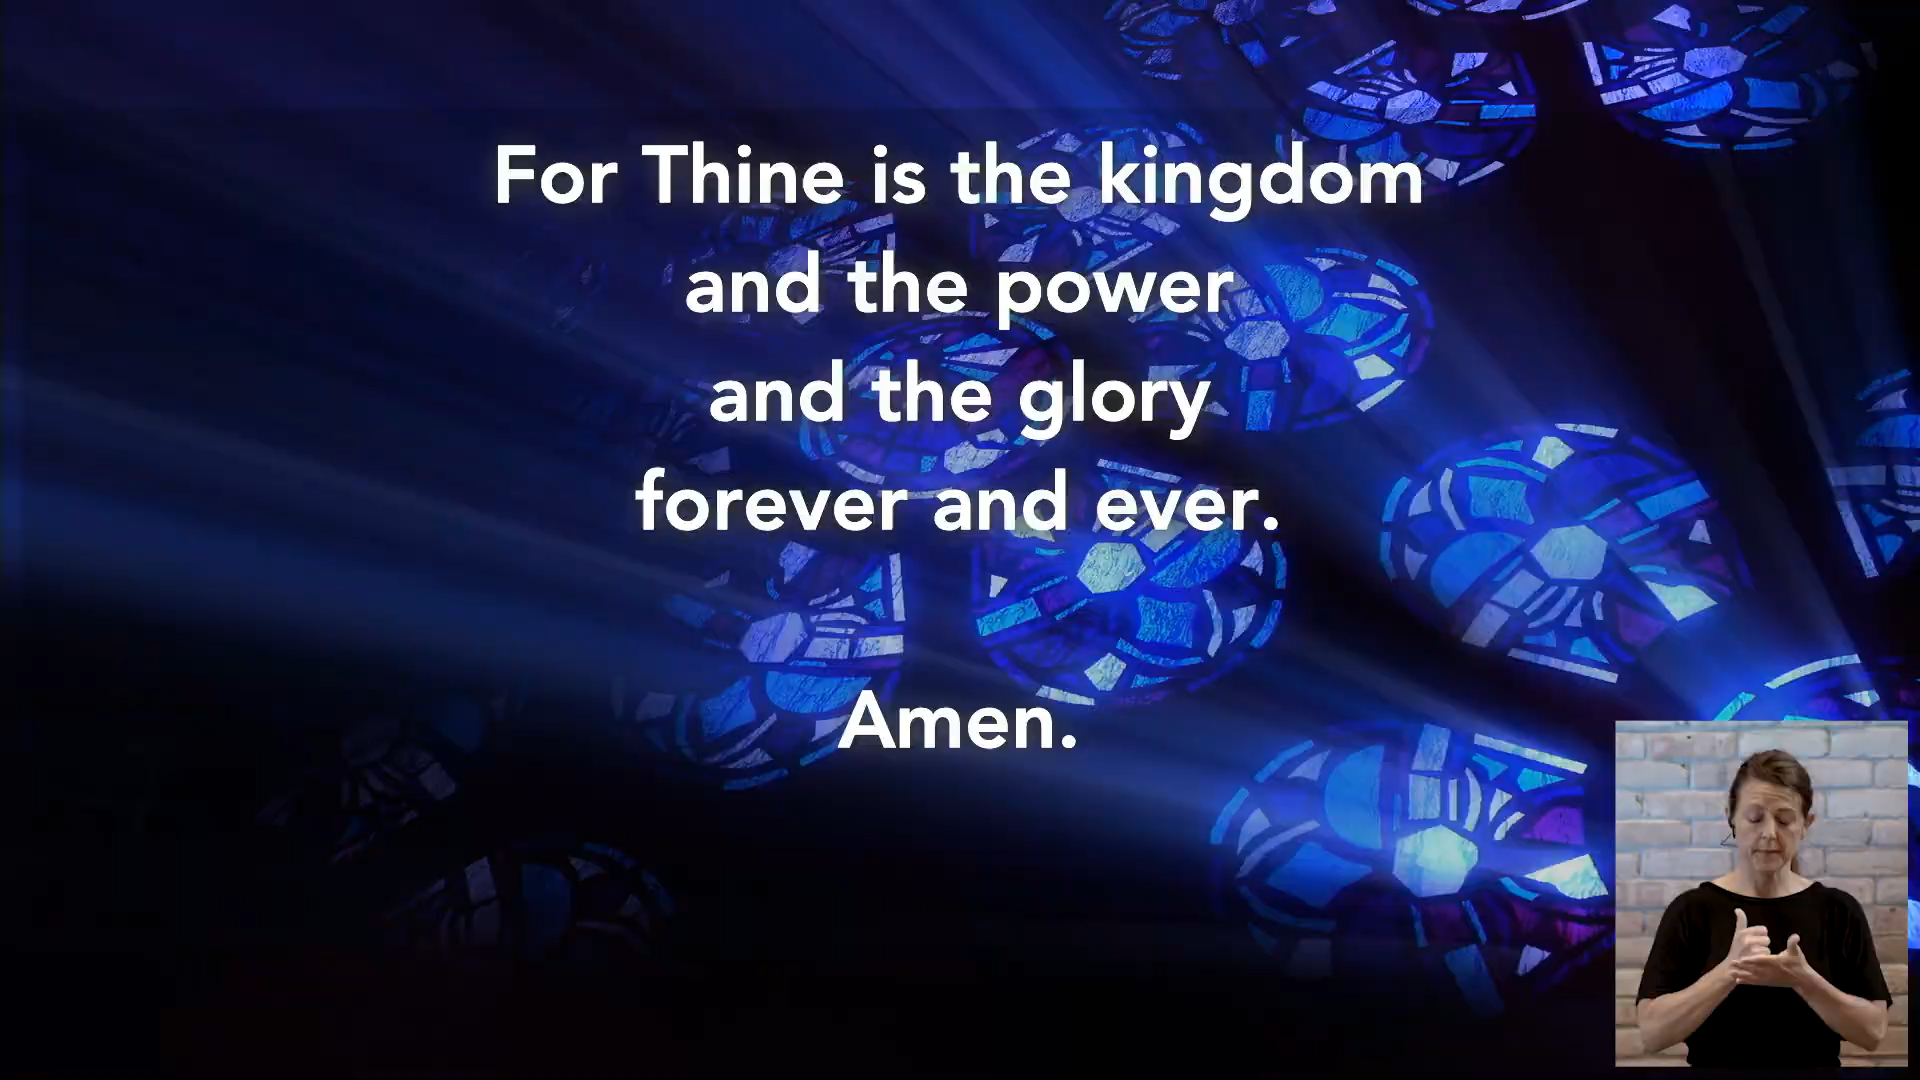 For Thine is the kingdom
and the power
and the glory
forever and ever.
Amen.